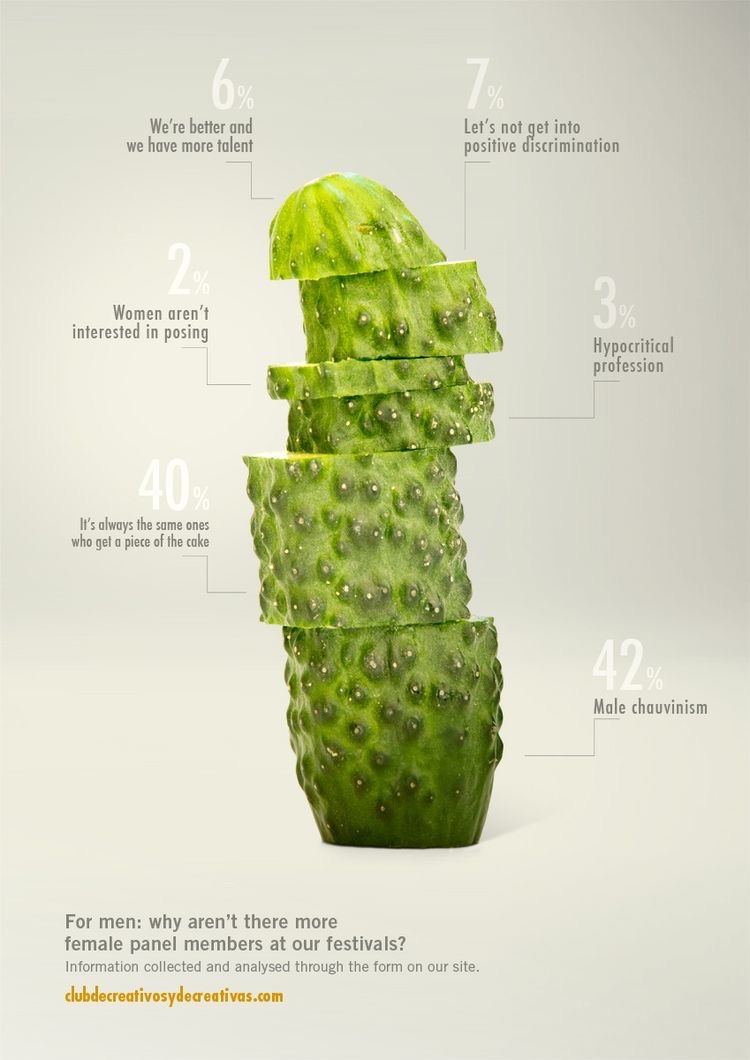 6%
We're better and
we have more talent
7%
Let's not get into
positive discrimination
2%
Women aren't
interested in posing
3%
Hypocritical
profession
40%
It's always the same ones
who get a piece of the cake
42%
Male chauvinism
For men: why aren't there more
female panel members at our festivals?
Information collected and analysed through the form on our site.
clubdecreativosydecreativas.com